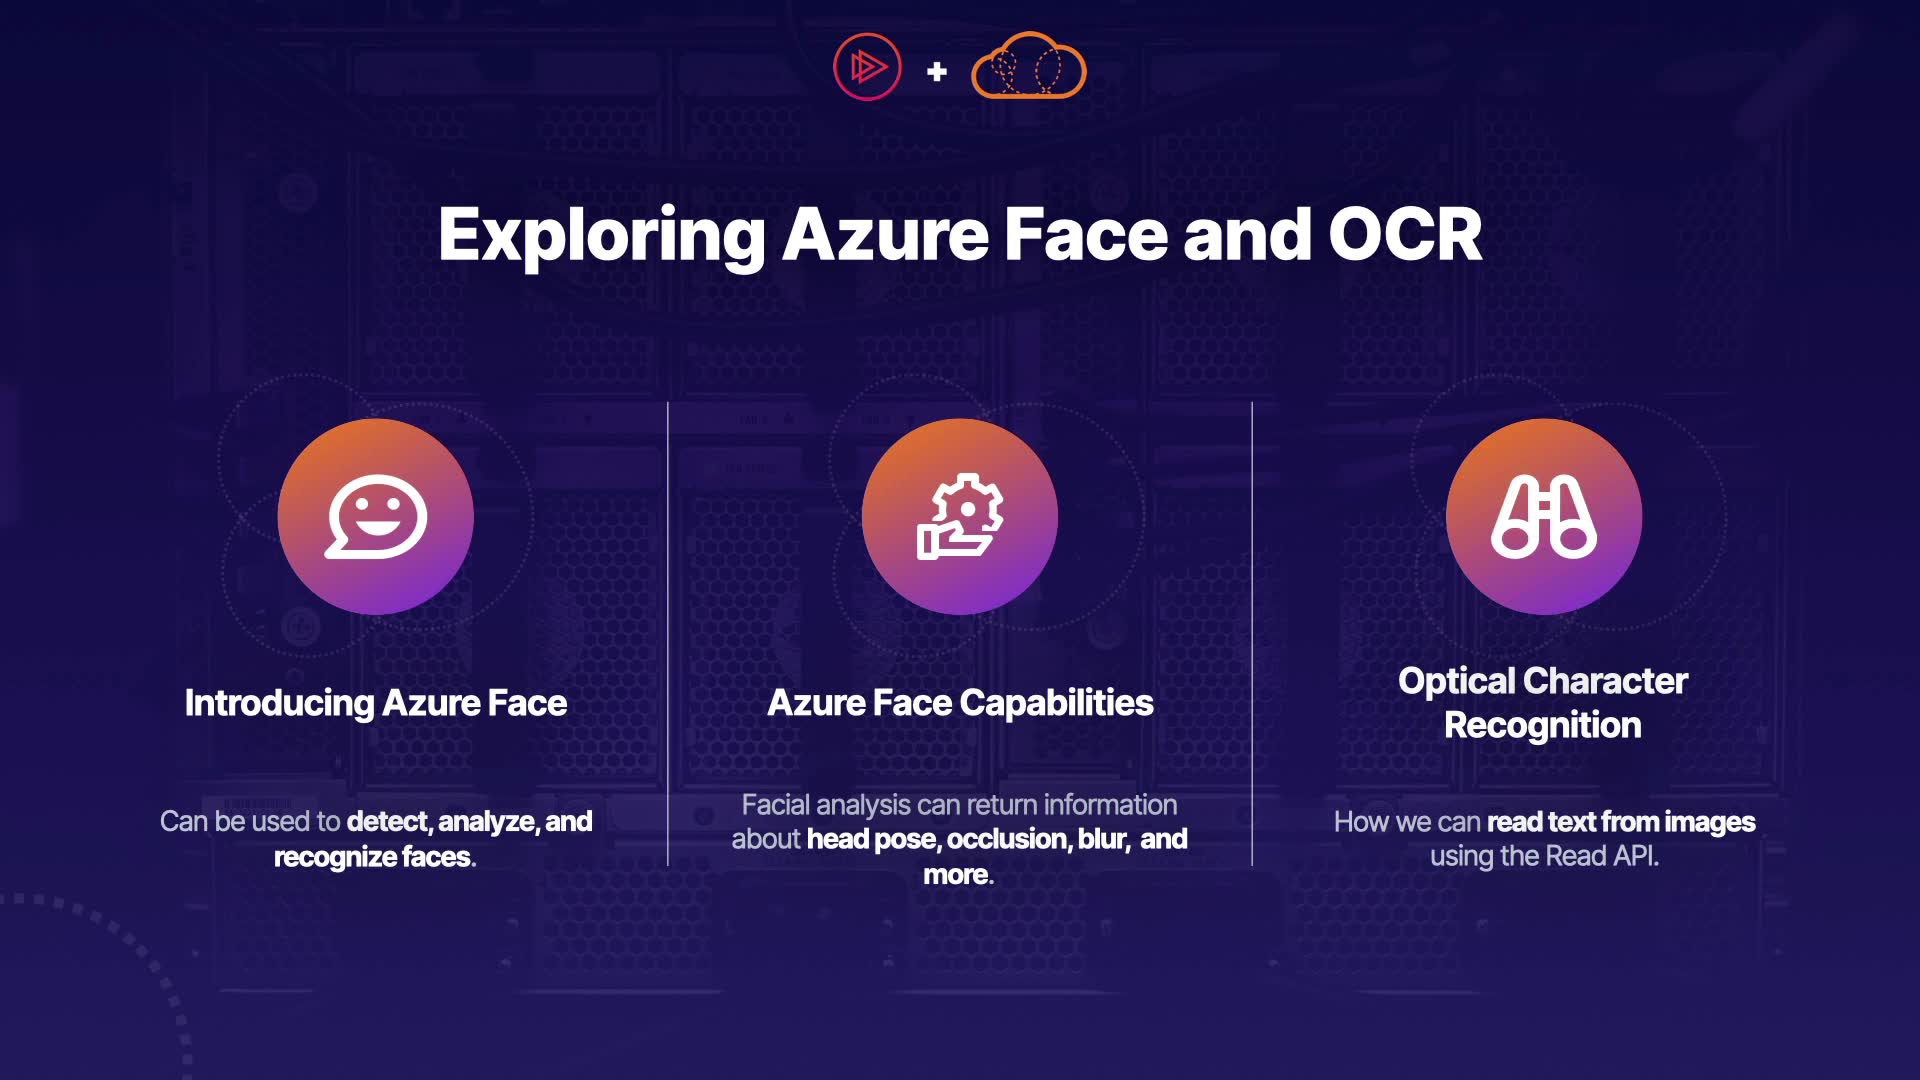 Exploring Azure Face and OCR
Introducing Azure Face
Can be used to detect, analyze, and
recognize faces.
Azure Face Capabilities
Facial analysis can return information
about head pose, occlusion, blur, and
more.
Optical Character
Recognition
How we can read text from images
using the Read API.